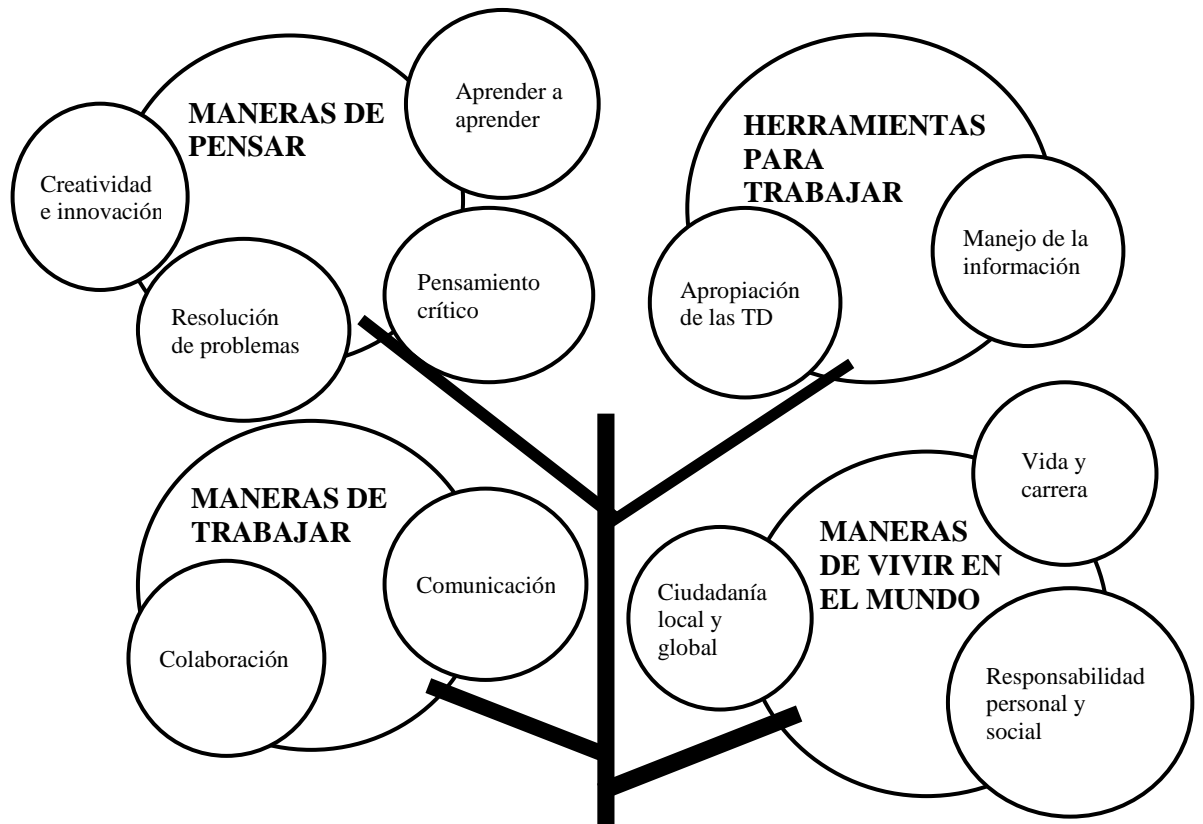 MANERAS DE
PENSAR
Aprender a
aprender
Creatividad
e innovación
Resolución
de problemas
Pensamiento
crítico
HERRAMIENTAS
PARA
TRABAJAR
Manejo de la
información
Apropiación
de las TD
MANERAS DE
TRABAJAR
Comunicación
Colaboración
MANERAS
DE VIVIR EN
EL MUNDO
Vida y
carrera
Ciudadanía
local y
global
Responsabilidad
personal y
social